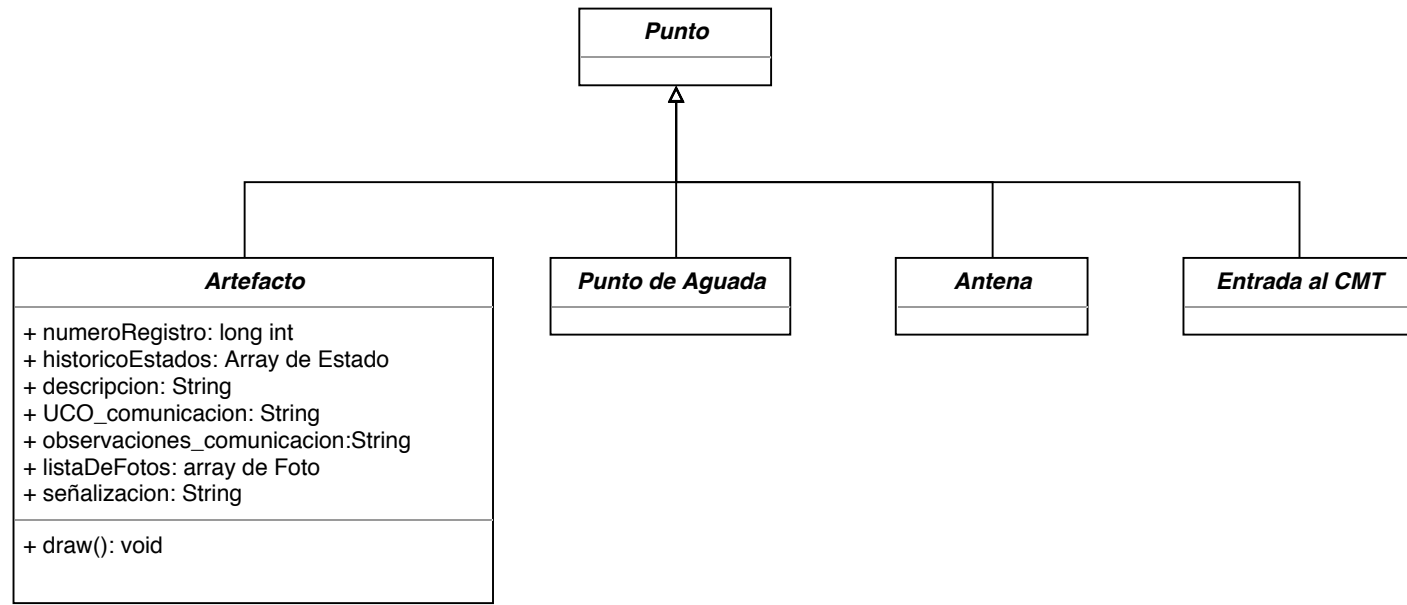 Punto
Artefacto
+ numeroRegistro: long int
+ historicoEstados: Array de Estado
+ descripcion: String
+ UCO_comunicacion: String
+ observaciones_comunicacion:String
+ listaDeFotos: array de Foto
+ señalizacion: String
+ draw(): void
Punto de Aguada
Antena
Entrada al CMT